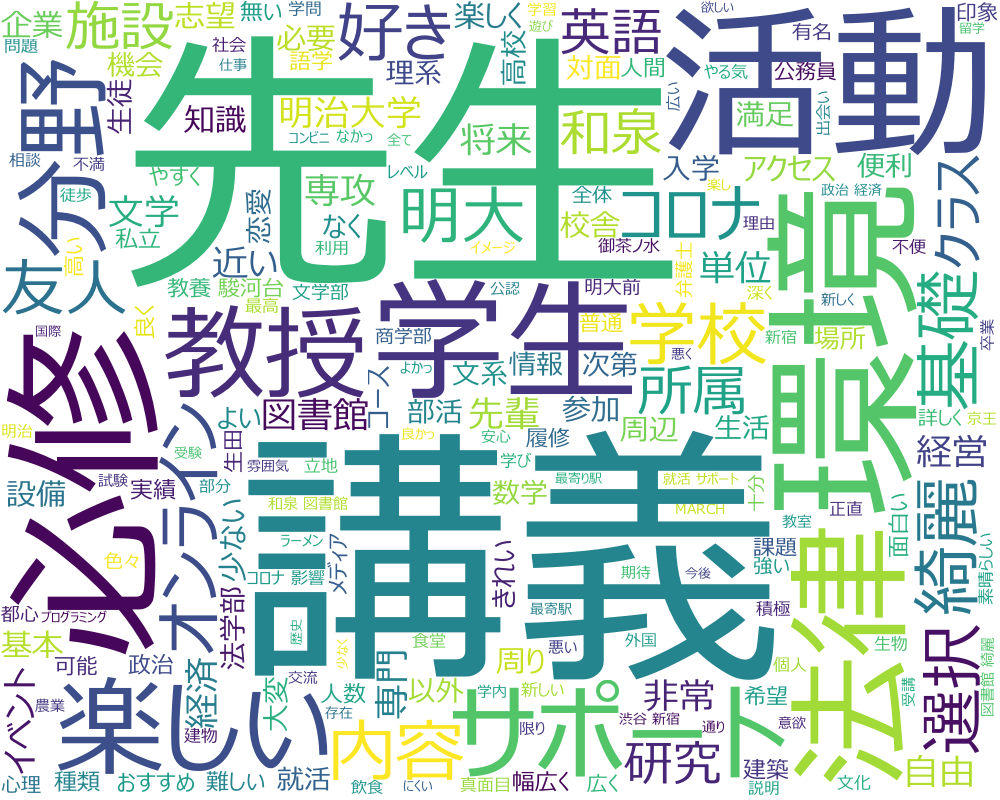 企業
施設
志望
無い
学問
楽しく
好き
必要
高校
英語
学習
遊び
欲しい
活動
有名
印象
留学
問題
機会
社会
仕事
語学
理系
対面
人間
やる気
公務員
広い
分野
生徒
知識
明治大学
コンビニ
なかっ
全て
将来
和泉
満足
出会い
先生
相談
不満
徒歩
やすく
専攻
レベル
入学
アクセス
便利
クラス
文学
恋愛
なく
利用
明大
全体
校舎
コロナ
楽し
理由
政治 経済
環境
私立
高い
近い
イメージ
御茶ノ水
弁護士
単位
不便
友人
教養
駿河台
最高
文学部
公認
明大前
深く
新しく
基礎
国際
良く
教授
学生
商学部
よかっ
普通
悪く
学校
新宿
場所
卒業
必修
コース
文系
情報
次第
所属
明治
受験
オンライン
よい
図書館
部活
先輩
参加
周辺
生活
詳しく
京王
生田
良かっ
安心
履修
経営
設備
試験
実績
部分
雰囲気
立地
学び
和泉 図書館
数学
最寄り駅
就活 サポート
MARCH
十分
教室
正直
面白い
綺麗
色々
少ない
ラーメン
メディア
講義
きれい
期待
今後
課題
強い
法律
素晴らしい
都心
プログラミング
コロナ 影響
法学部
歴史
少なく
食堂
最寄駅
悪い
外国
積極
生物
基本
可能
政治
楽しい
経済
大変
交流
人数
専門
以外
周り
学内
新しい
非常
希望
個人
受講
選択
図書館 綺麗
イベント
農業
建物
存在
内容
サポート
限り
渋谷 新宿
通り
意欲
研究
建築
自由
心理
種類
おすすめ
難しい
就活
飲食
にくい
真面目
幅広く
広く
説明
文化